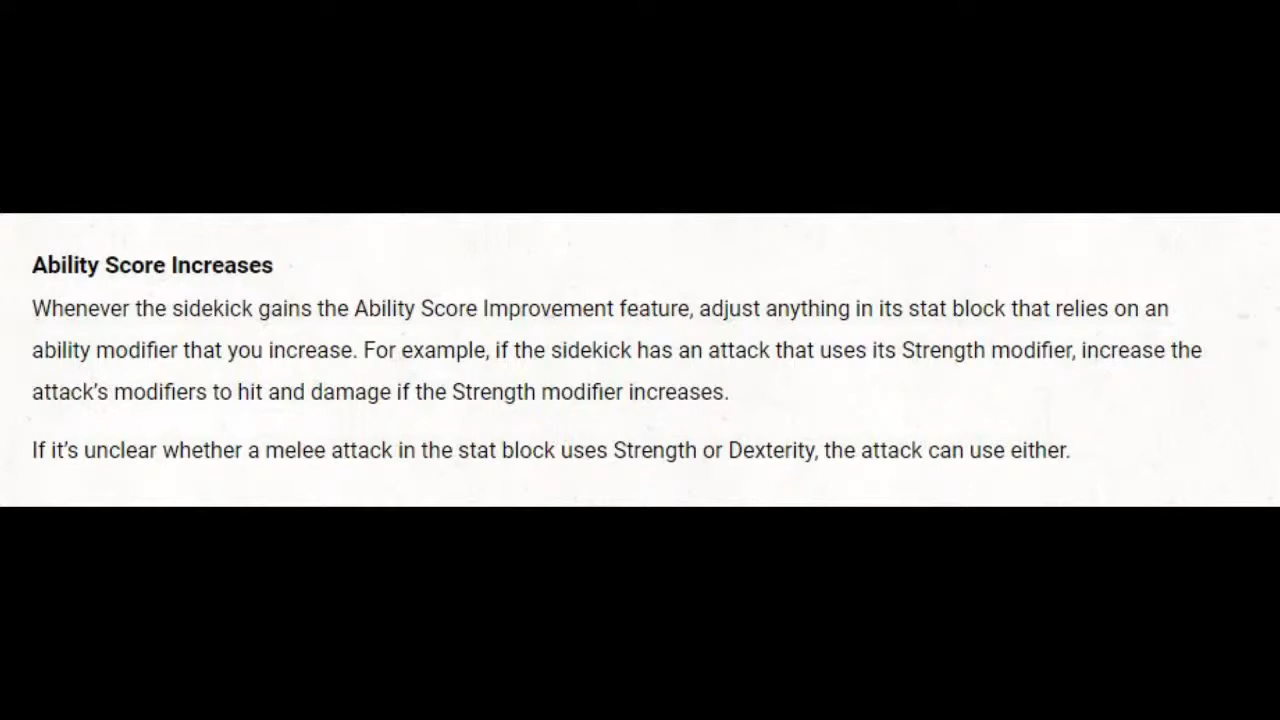 Ability Score Increases
Whenever the sidekick gains the Ability Score Improvement feature, adjust anything in its stat block that relies on an
ability modifier that you increase. For example, if the sidekick has an attack that uses its Strength modifier, increase the
attack’s modifiers to hit and damage if the Strength modifier increases.
If it’s unclear whether a melee attack in the stat block uses Strength or Dexterity, the attack can use either.